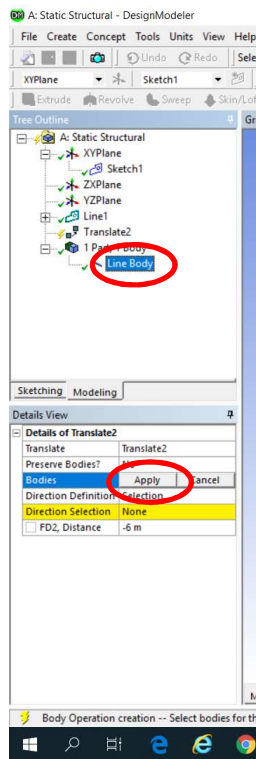 A: Static Structural - DesignModeler
File Create Concept Tools Units View Help
Undo Redo Sele
XYPlane Sketch1
Extrude Revolve Sweep Skin/Lof
Tree Outline Gr
A: Static Structural
XYPlane
Sketch1
ZXPlane
YZPlane
Line1
Translate2
1 Part, 1 Body
Line Body
Sketching Modeling
Details View
Details of Translate2
Translate Translate2
Preserve Bodies?
Bodies Apply Cancel
Direction Definition Selection
Direction Selection None
FD2, Distance -6 m
M
Body Operation creation -- Select bodies for th